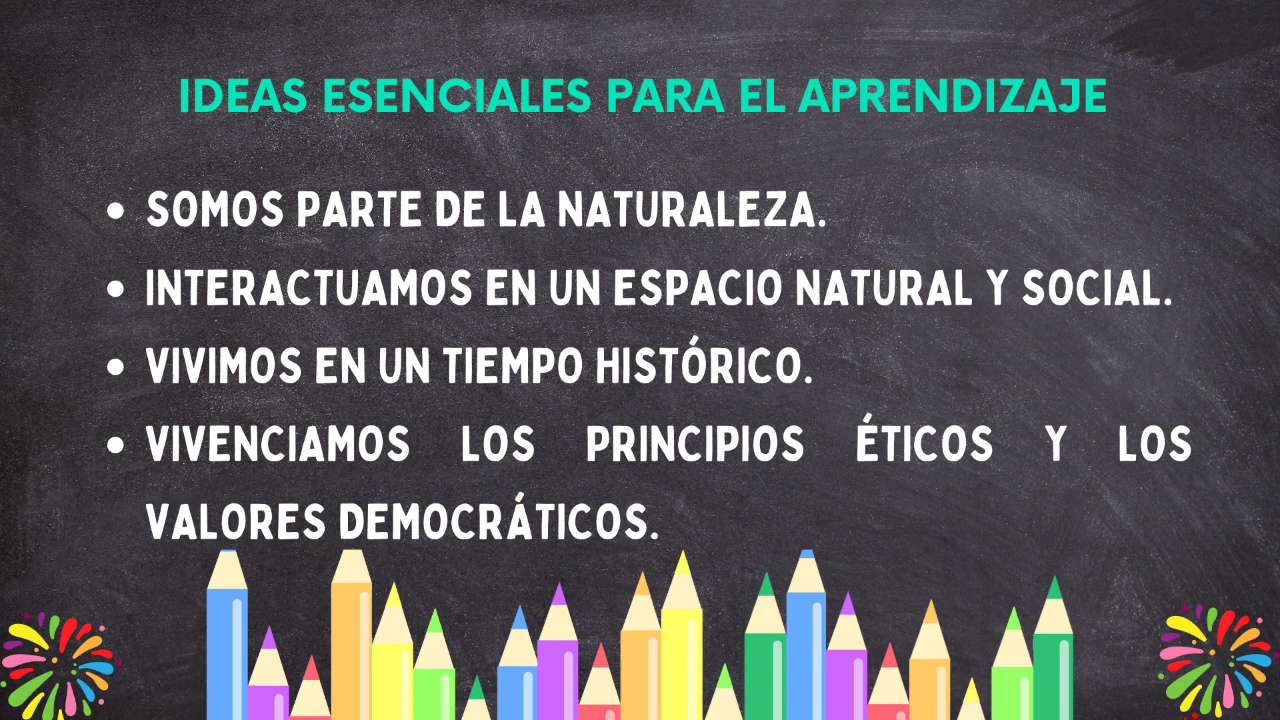 IDEAS ESENCIALES PARA EL APRENDIZAJE
• SOMOS PARTE DE LA NATURALEZA.
• INTERACTUAMOS EN UN ESPACIO NATURAL Y SOCIAL.
• VIVIMOS EN UN TIEMPO HISTÓRICO.
• VIVENCIAMOS LOS PRINCIPIOS ÉTICOS Y LOS
VALORES DEMOCRÁTICOS.